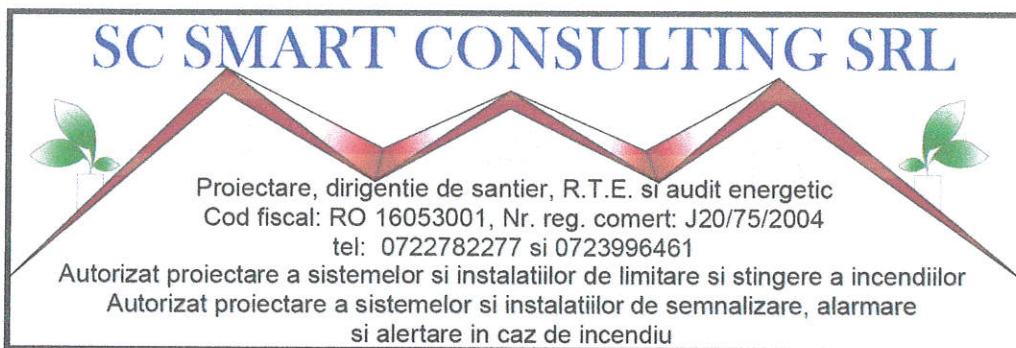 SC SMART CONSULTING SRL
Proiectare, dirigentie de santier, R.T.E. si audit energetic
Cod fiscal: RO 16053001, Nr. reg. comert: J20/75/2004
tel: 0722782277 si 0723996461
Autorizat proiectare a sistemelor si instalatiilor de limitare si stingere a incendiilor
Autorizat proiectare a sistemelor si instalatiilor de semnalizare, alarmare
si alertare in caz de incendiu